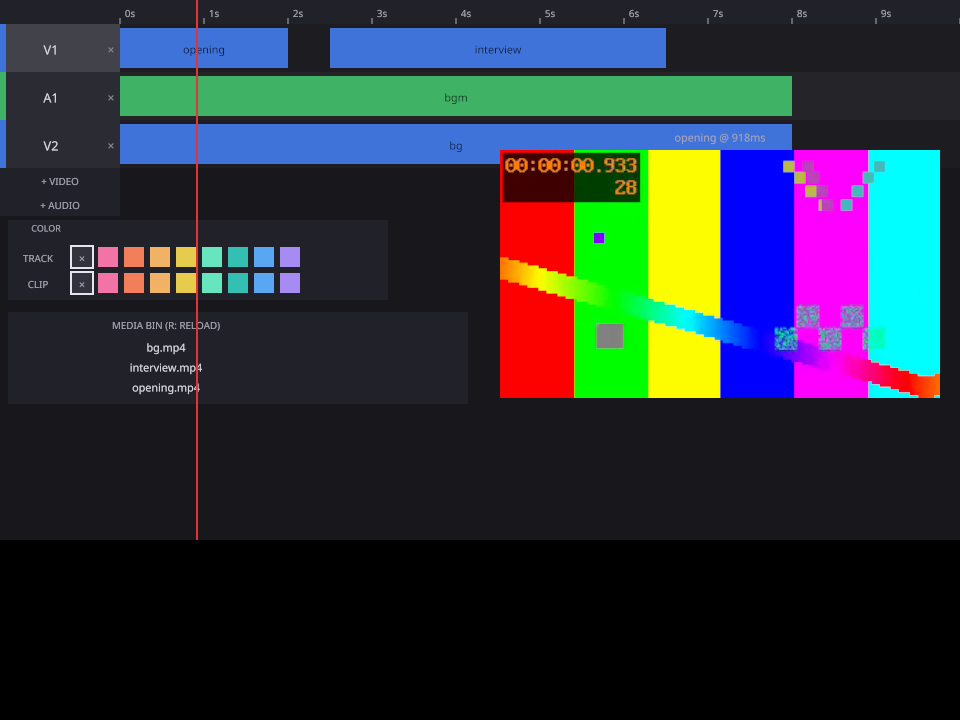 0s 1s 2s 3s 4s 5s 6s 7s 8s 9s
V1 × opening interview
A1 × bgm
V2 × bg
opening @ 918ms
00:00:00.933
28
+ VIDEO
+ AUDIO
COLOR
TRACK ×
CLIP ×
MEDIA BIN (R: RELOAD)
bg.mp4
interview.mp4
opening.mp4